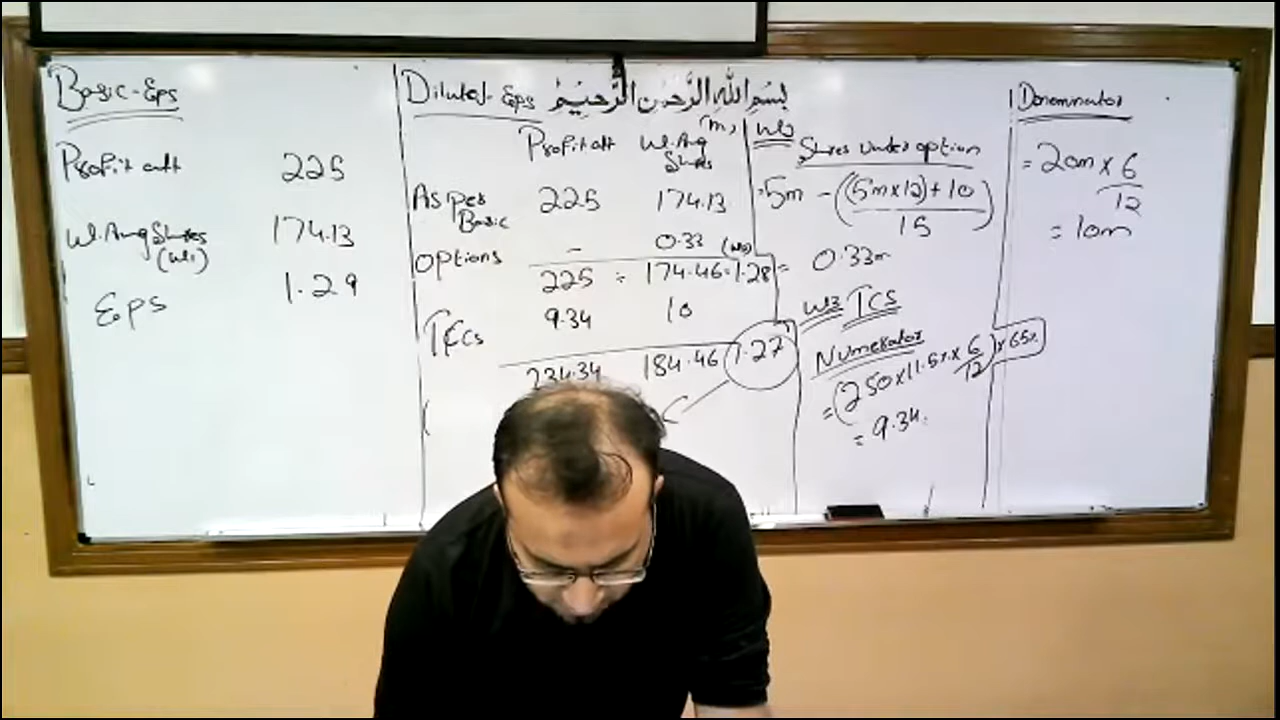 Basic-Eps
Profit att 225
Wt.Avg Shares 174.13
(W1)
Eps 1.29
Diluted-Eps
بسم الله الرحمن الرحيم
(m)
Profit att Wt.Avg
Shares
As per
Basic 225 174.13
options - 0.33 (W2)
225 ÷ 174.46 = 1.28
TFCs 9.34 10
234.34 184.46 1.27
W2
Shares under option
= 5m - ((5m x 12) + 10
15)
= 0.33m
W3 TCS
Numerator
= (250 x 11.5% x 6
12) x 65%
= 9.34
Denominator
= 20m x 6
12
= 10m